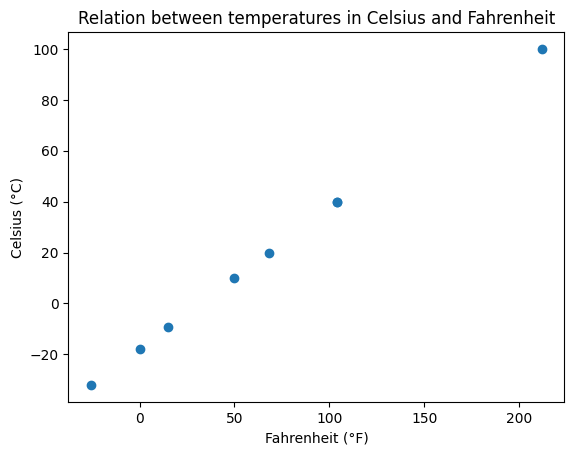 Relation between temperatures in Celsius and Fahrenheit
100
80
60
40
20
0
−20
Celsius (°C)
0 50 100 150 200
Fahrenheit (°F)